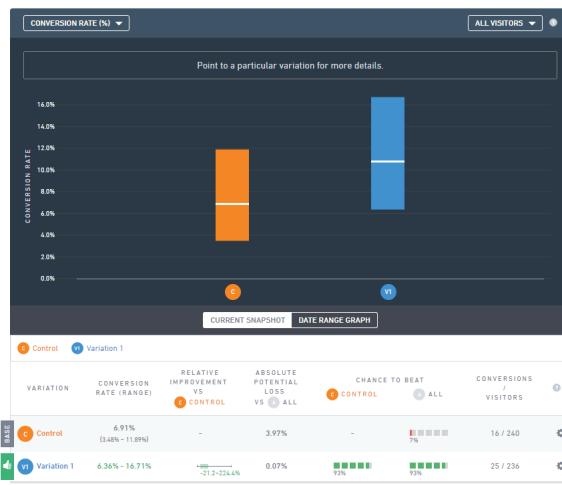 CONVERSION RATE (%)
ALL VISITORS
?
Point to a particular variation for more details.
CONVERSION RATE
16.0%
14.0%
12.0%
10.0%
8.0%
6.0%
4.0%
2.0%
0.0%
C
V1
CURRENT SNAPSHOT DATE RANGE GRAPH
C Control V1 Variation 1
VARIATION
CONVERSION
RATE (RANGE)
RELATIVE
IMPROVEMENT
VS
C CONTROL
ABSOLUTE
POTENTIAL
LOSS
VS A ALL
CHANCE TO BEAT
C CONTROL A ALL
CONVERSIONS
/
VISITORS
?
BASE
C Control
6.91%
(3.48% - 11.89%)
-
3.97%
-
7%
16 / 240
V1 Variation 1
6.36% - 16.71%
-21.2-224.4%
0.07%
93%
93%
25 / 236